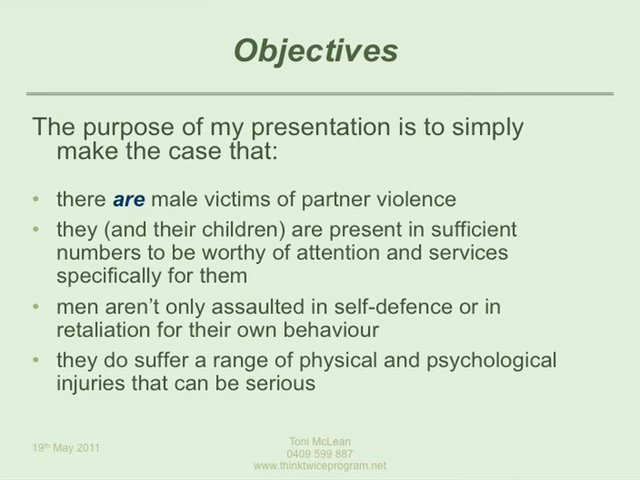 Objectives
The purpose of my presentation is to simply
make the case that:
• there are male victims of partner violence
• they (and their children) are present in sufficient
numbers to be worthy of attention and services
specifically for them
• men aren’t only assaulted in self-defence or in
retaliation for their own behaviour
• they do suffer a range of physical and psychological
injuries that can be serious
19th May 2011
Toni McLean
0409 599 887
www.thinktwiceprogram.net